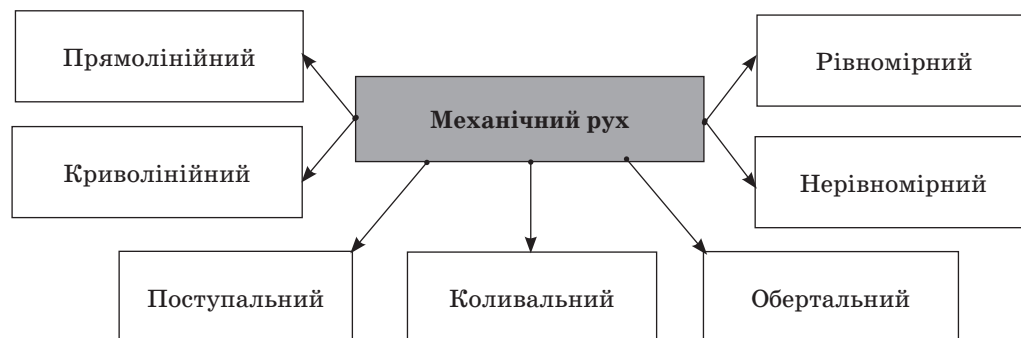 Прямолінійний
Рівномірний
Механічний рух
Криволінійний
Нерівномірний
Поступальний
Коливальний
Обертальний